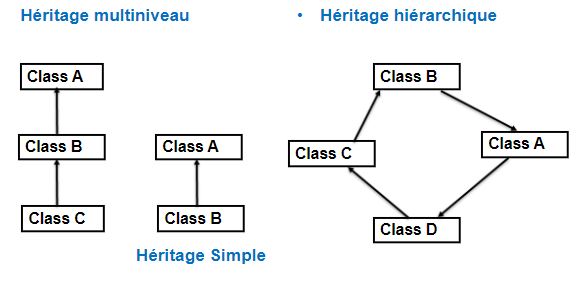 Héritage multiniveau
Class A
Class B
Class C
Class A
Class B
Héritage Simple
• Héritage hiérarchique
Class B
Class C
Class A
Class D